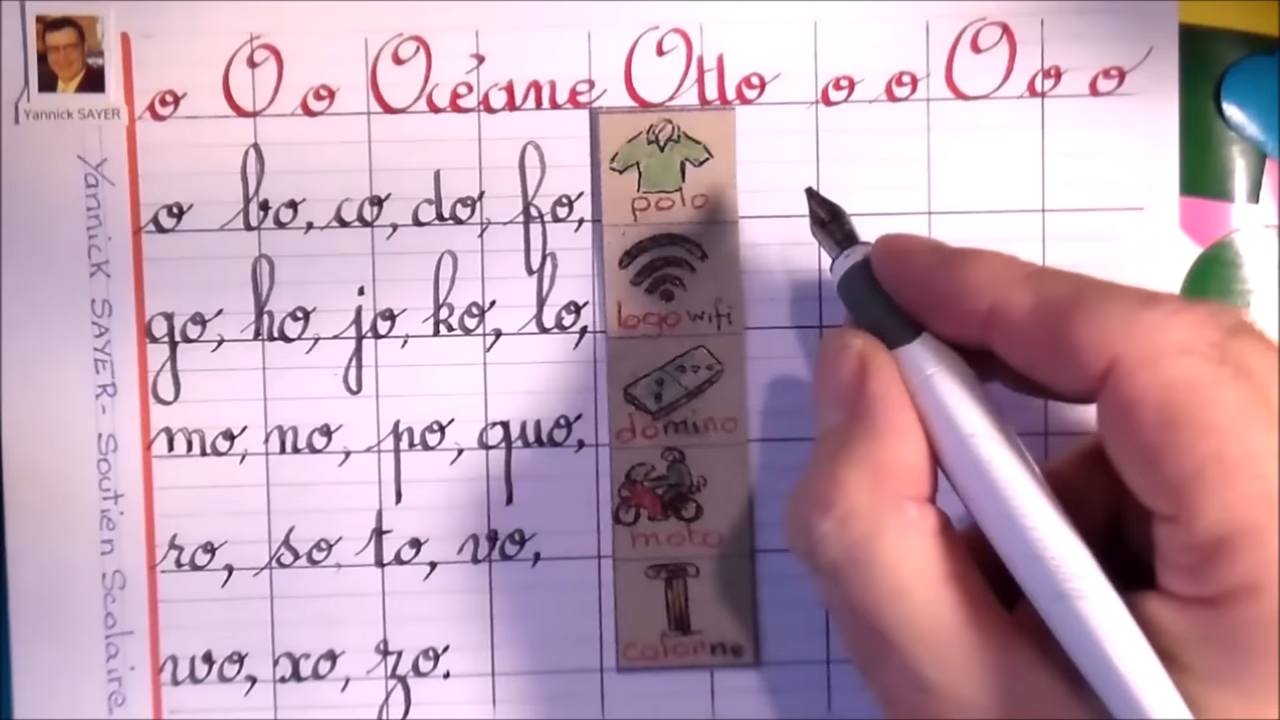 o O o Océane Otto o o O o o
Yannick SAYER
Yannick SAYER - Soutien Scolaire
o bo, co, do, fo,
go, ho, jo, ko, lo,
mo, no, po, quo,
ro, so to, vo,
wo, xo, zo.
polo
logo wifi
domino
moto
colonne